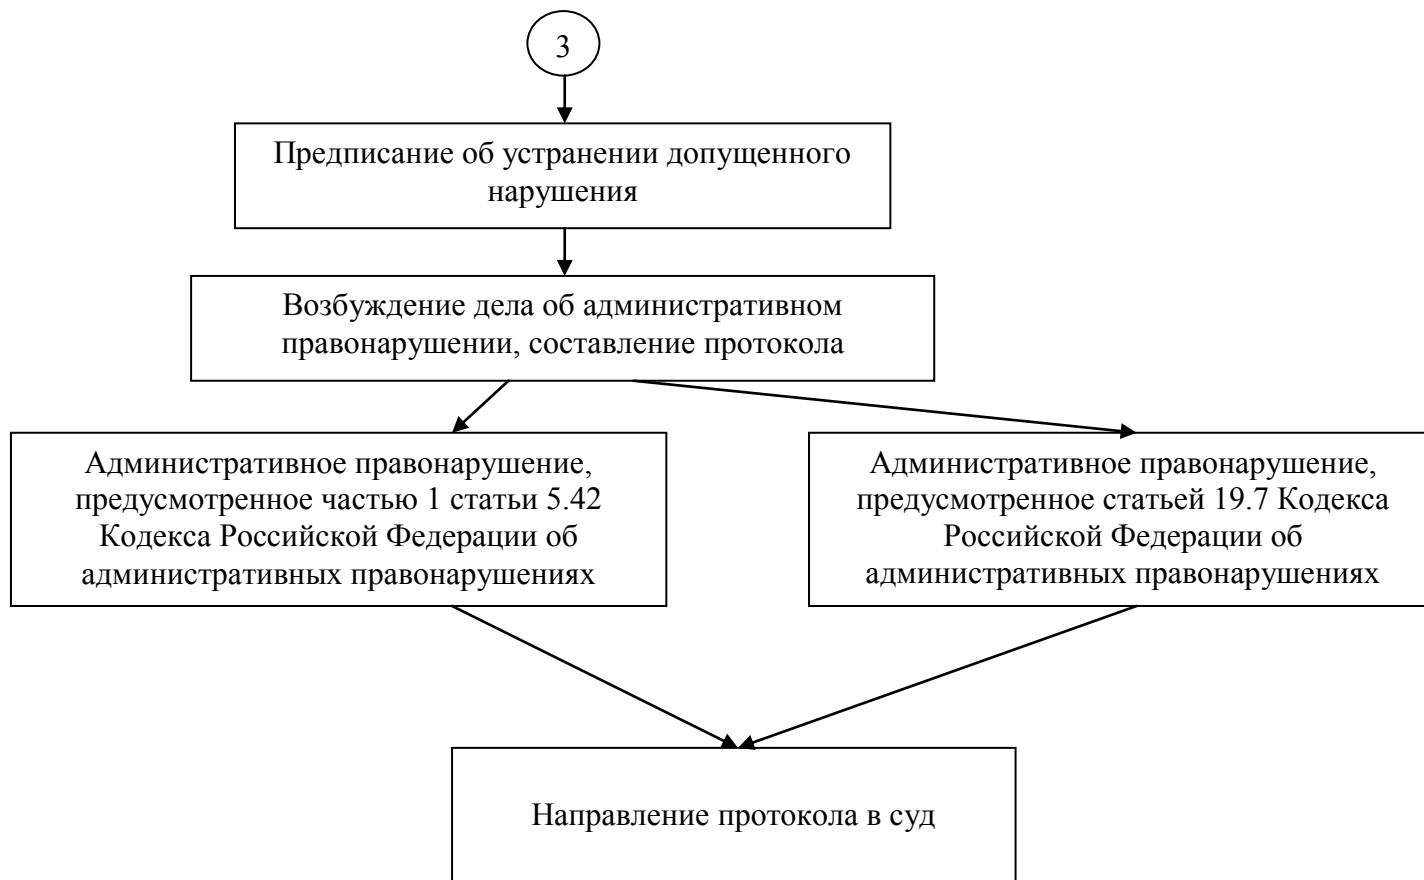 3
Предписание об устранении допущенного
нарушения
Возбуждение дела об административном
правонарушении, составление протокола
Административное правонарушение,
предусмотренное частью 1 статьи 5.42
Кодекса Российской Федерации об
административных правонарушениях
Административное правонарушение,
предусмотренное статьей 19.7 Кодекса
Российской Федерации об
административных правонарушениях
Направление протокола в суд